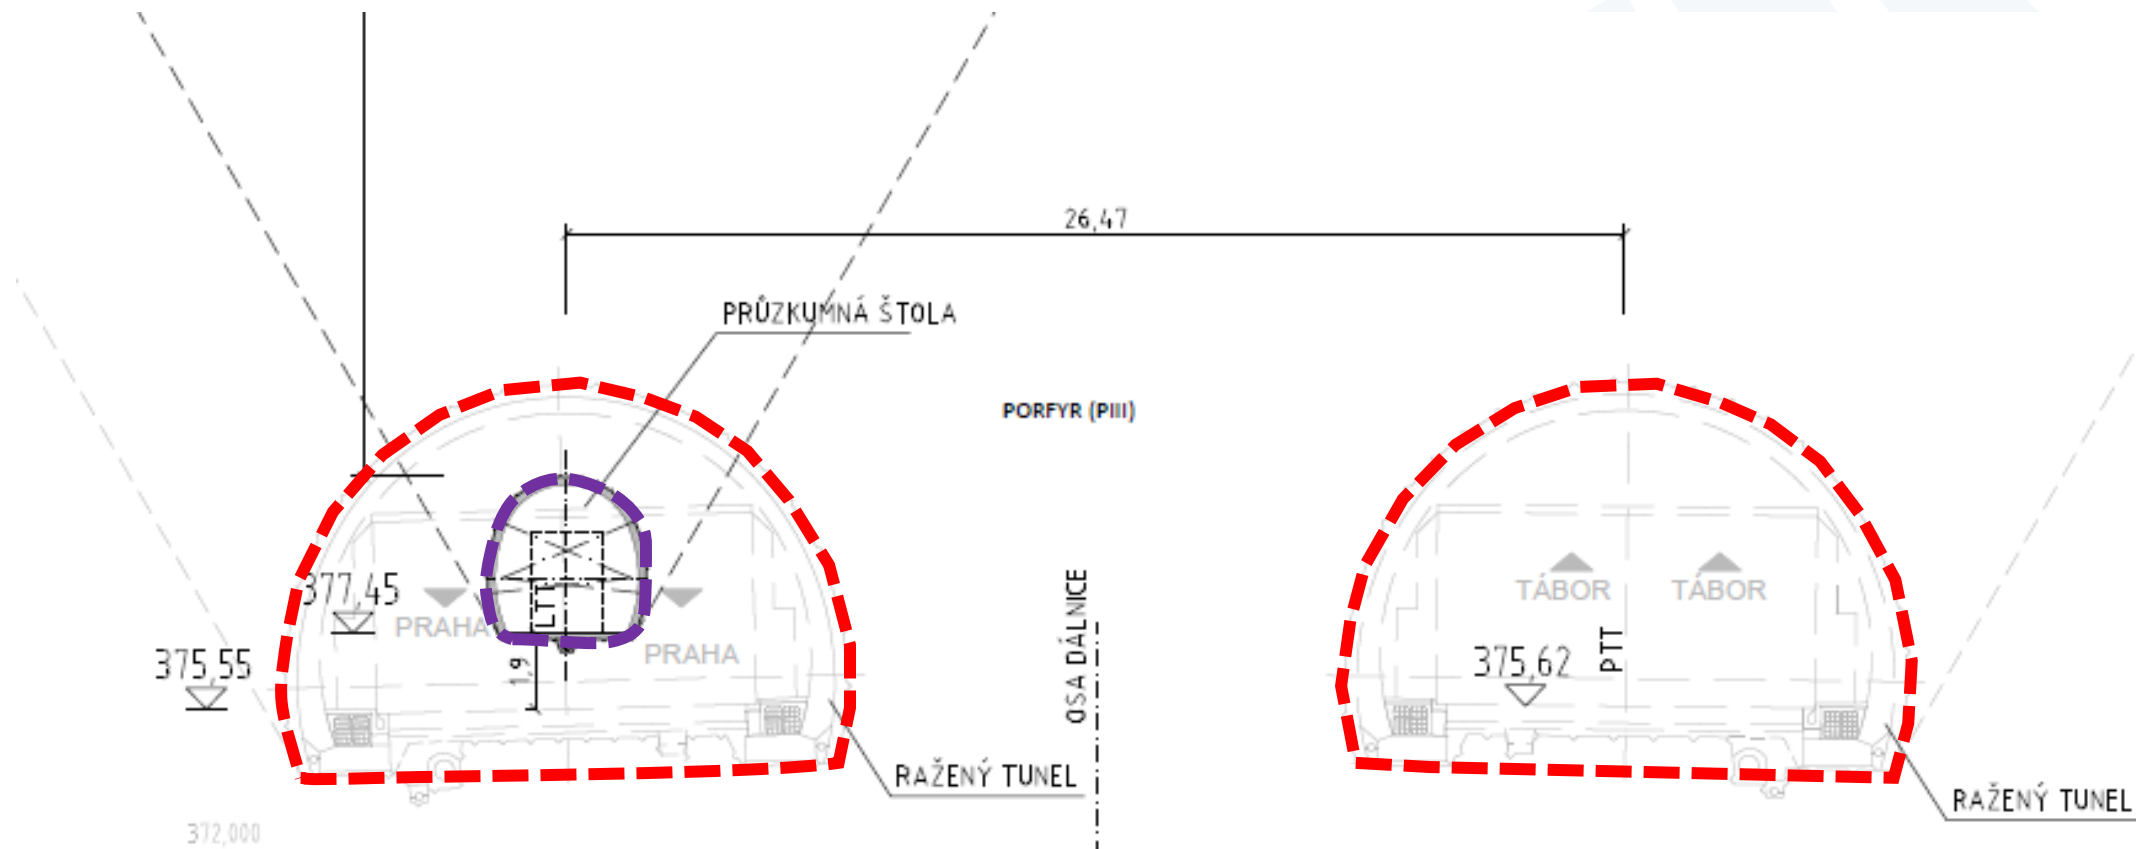 26,47
PRŮZKUMNÁ ŠTOLA
PORFYR (PIII)
377,45
PRAHA
PRAHA
LTT
1,9
375,55
OSA DÁLNICE
TÁBOR
TÁBOR
375,62
PTT
RAŽENÝ TUNEL
RAŽENÝ TUNEL
372,000